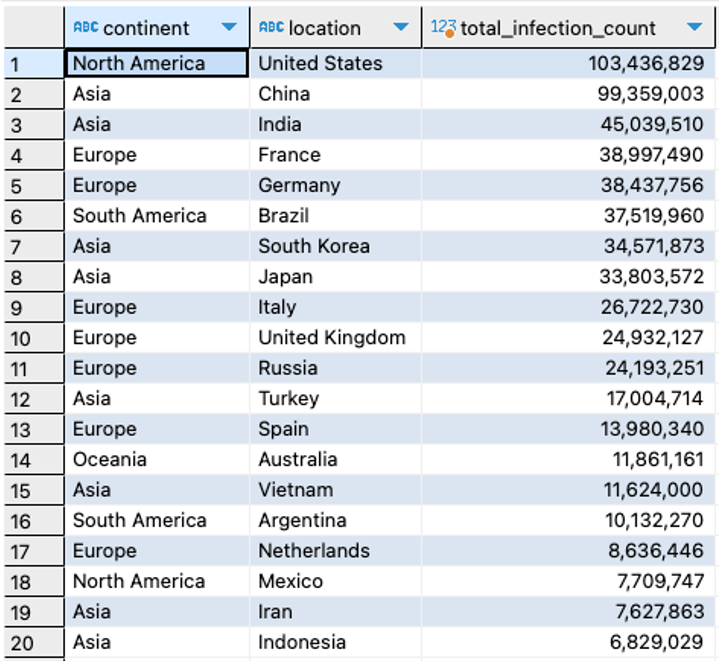 ABC continent ABC location 123 total_infection_count
1 North America United States 103,436,829
2 Asia China 99,359,003
3 Asia India 45,039,510
4 Europe France 38,997,490
5 Europe Germany 38,437,756
6 South America Brazil 37,519,960
7 Asia South Korea 34,571,873
8 Asia Japan 33,803,572
9 Europe Italy 26,722,730
10 Europe United Kingdom 24,932,127
11 Europe Russia 24,193,251
12 Asia Turkey 17,004,714
13 Europe Spain 13,980,340
14 Oceania Australia 11,861,161
15 Asia Vietnam 11,624,000
16 South America Argentina 10,132,270
17 Europe Netherlands 8,636,446
18 North America Mexico 7,709,747
19 Asia Iran 7,627,863
20 Asia Indonesia 6,829,029